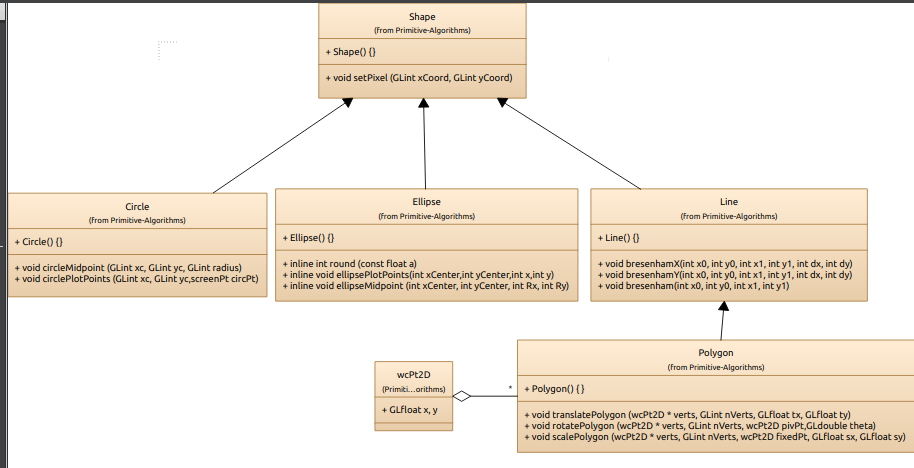 Shape
(from Primitive-Algorithms)
+ Shape() {}
+ void setPixel (GLint xCoord, GLint yCoord)
Circle
(from Primitive-Algorithms)
+ Circle() {}
+ void circleMidpoint (GLint xc, GLint yc, GLint radius)
+ void circlePlotPoints (GLint xc, GLint yc,screenPt circPt)
Ellipse
(from Primitive-Algorithms)
+ Ellipse() {}
+ inline int round (const float a)
+ inline void ellipsePlotPoints(int xCenter,int yCenter,int x,int y)
+ inline void ellipseMidpoint (int xCenter, int yCenter, int Rx, int Ry)
Line
(from Primitive-Algorithms)
+ Line() {}
+ void bresenhamX(int x0, int y0, int x1, int y1, int dx, int dy)
+ void bresenhamY(int x0, int y0, int x1, int y1, int dx, int dy)
+ void bresenham(int x0, int y0, int x1, int y1)
wcPt2D
(Primiti...orithms)
+ GLfloat x, y
*
Polygon
(from Primitive-Algorithms)
+ Polygon() { }
+ void translatePolygon (wcPt2D * verts, GLint nVerts, GLfloat tx, GLfloat ty)
+ void rotatePolygon (wcPt2D * verts, GLint nVerts, wcPt2D pivPt,GLdouble theta)
+ void scalePolygon (wcPt2D * verts, GLint nVerts, wcPt2D fixedPt, GLfloat sx, GLfloat sy)